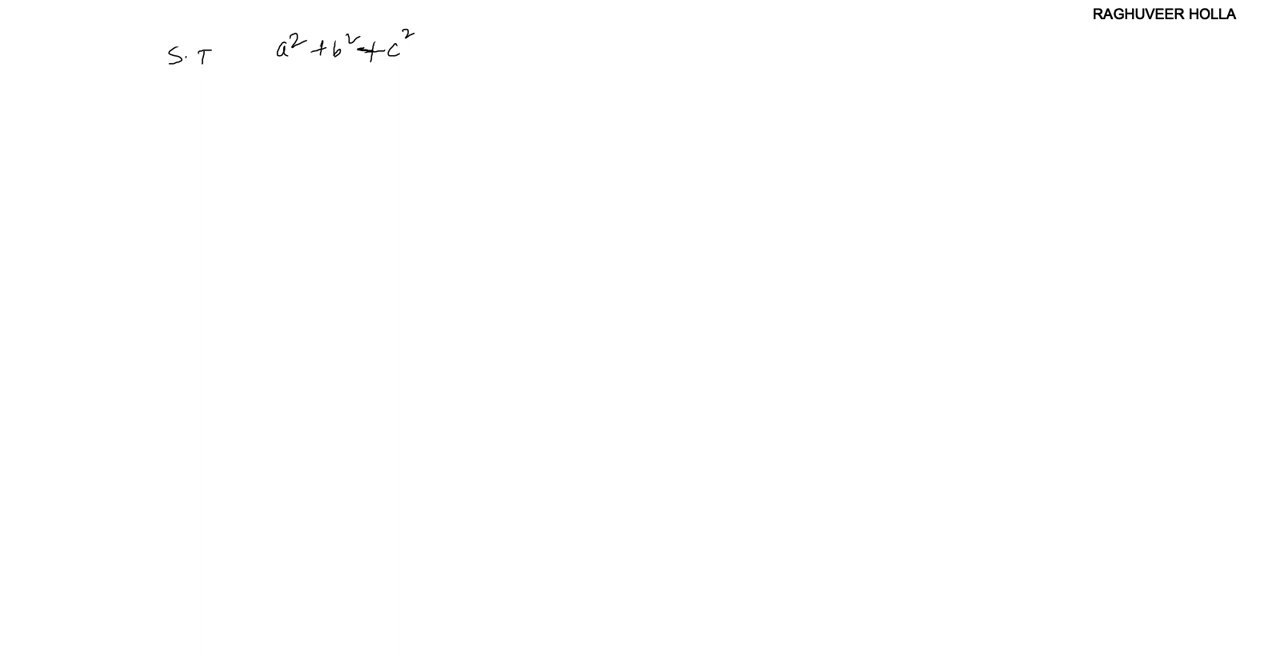 RAGHUVEER HOLLA
S.T a² + b² + c²